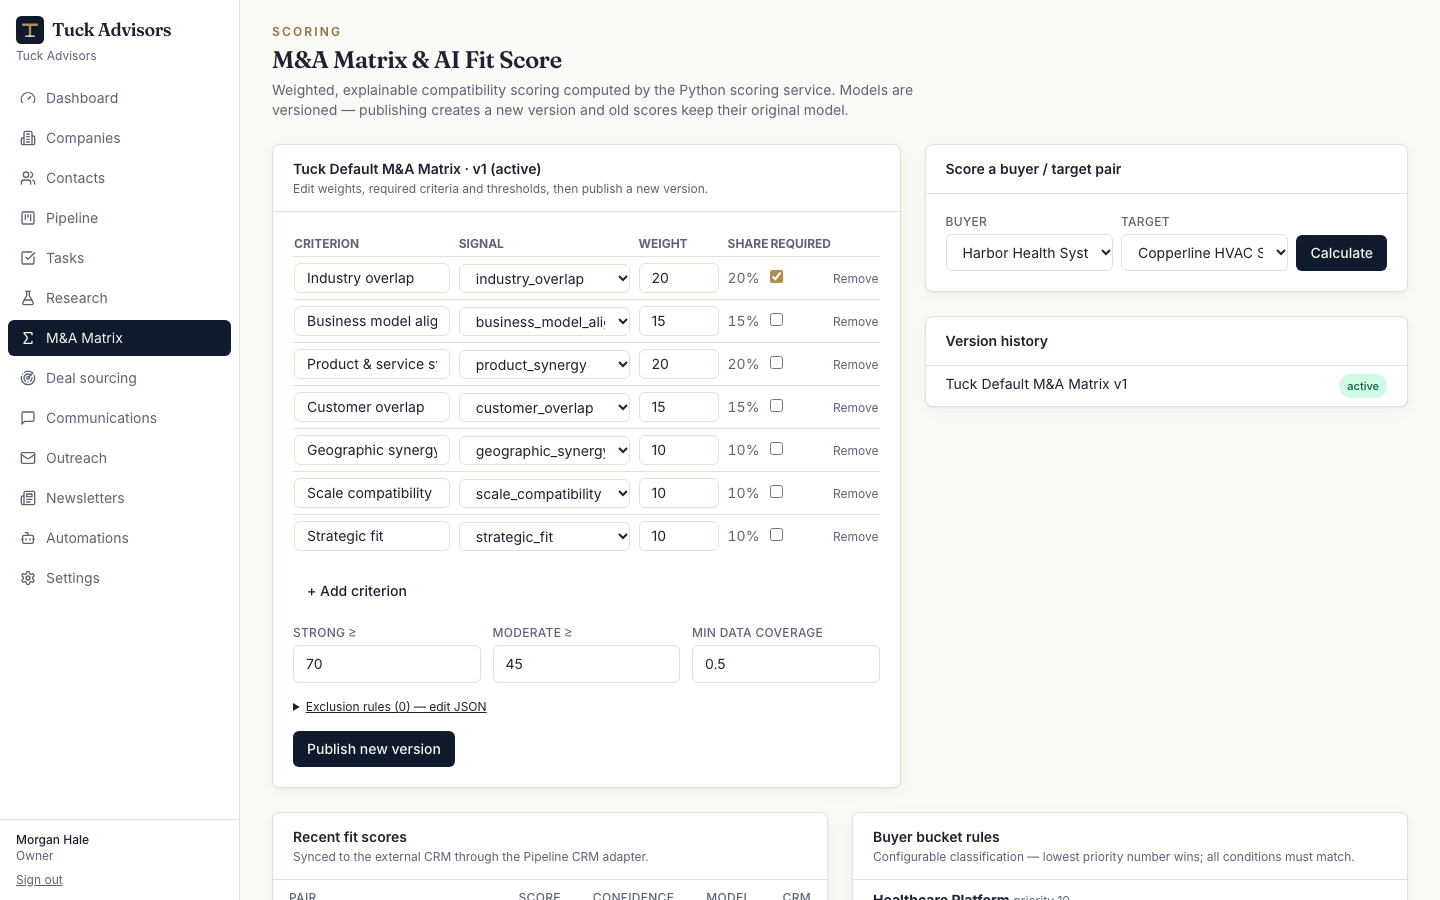 Tuck Advisors
Tuck Advisors
Dashboard
Companies
Contacts
Pipeline
Tasks
Research
M&A Matrix
Deal sourcing
Communications
Outreach
Newsletters
Automations
Settings
Morgan Hale
Owner
Sign out
SCORING
M&A Matrix & AI Fit Score
Weighted, explainable compatibility scoring computed by the Python scoring service. Models are
versioned — publishing creates a new version and old scores keep their original model.
Tuck Default M&A Matrix · v1 (active)
Edit weights, required criteria and thresholds, then publish a new version.
CRITERION SIGNAL WEIGHT SHARE REQUIRED
Industry overlap industry_overlap 20 20% Remove
Business model alig business_model_alig 15 15% Remove
Product & service sy product_synergy 20 20% Remove
Customer overlap customer_overlap 15 15% Remove
Geographic synergy geographic_synergy 10 10% Remove
Scale compatibility scale_compatibility 10 10% Remove
Strategic fit strategic_fit 10 10% Remove
+ Add criterion
STRONG ≥ MODERATE ≥ MIN DATA COVERAGE
70 45 0.5
Exclusion rules (0) — edit JSON
Publish new version
Score a buyer / target pair
BUYER TARGET
Harbor Health Syst Copperline HVAC S Calculate
Version history
Tuck Default M&A Matrix v1 active
Recent fit scores
Synced to the external CRM through the Pipeline CRM adapter.
PAIR SCORE CONFIDENCE MODEL CRM
Buyer bucket rules
Configurable classification — lowest priority number wins; all conditions must match.
Healthcare Platform priority 10